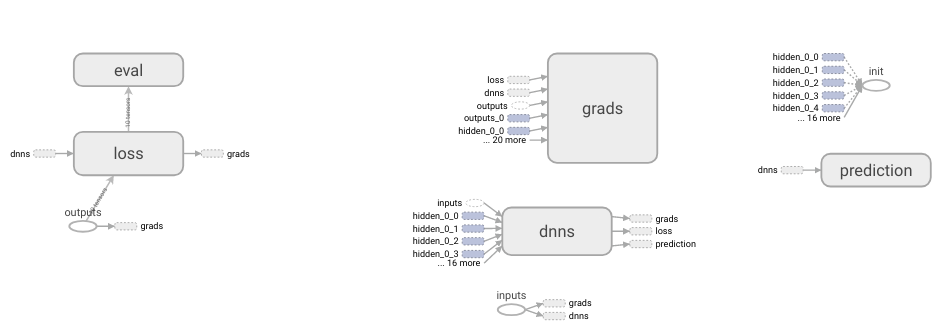 eval
10 tensors
dnns
loss
grads
tensors
outputs
grads
loss
dnns
outputs
outputs_0
hidden_0_0
... 20 more
grads
inputs
hidden_0_0
hidden_0_1
hidden_0_2
hidden_0_3
... 16 more
dnns
grads
loss
prediction
inputs
grads
dnns
hidden_0_0
hidden_0_1
hidden_0_2
hidden_0_3
hidden_0_4
... 16 more
init
dnns
prediction